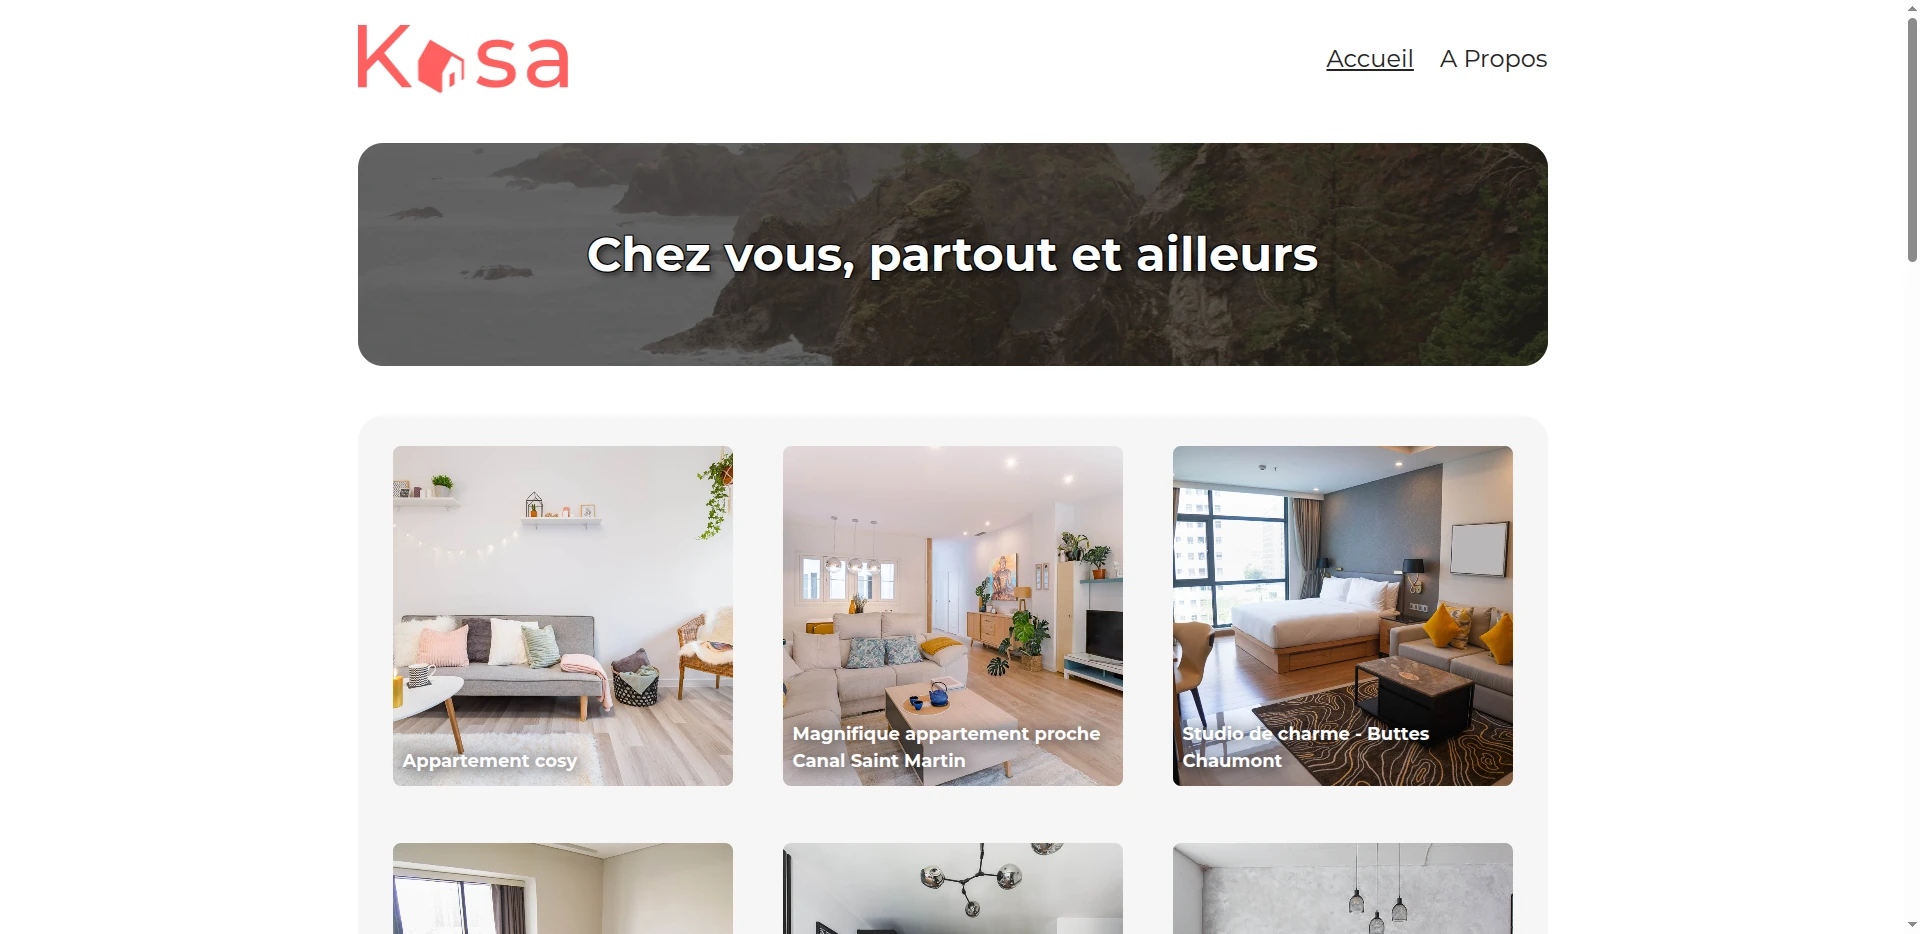 Kasa
Accueil
A Propos
Chez vous, partout et ailleurs
Appartement cosy
Magnifique appartement proche
Canal Saint Martin
Studio de charme - Buttes
Chaumont